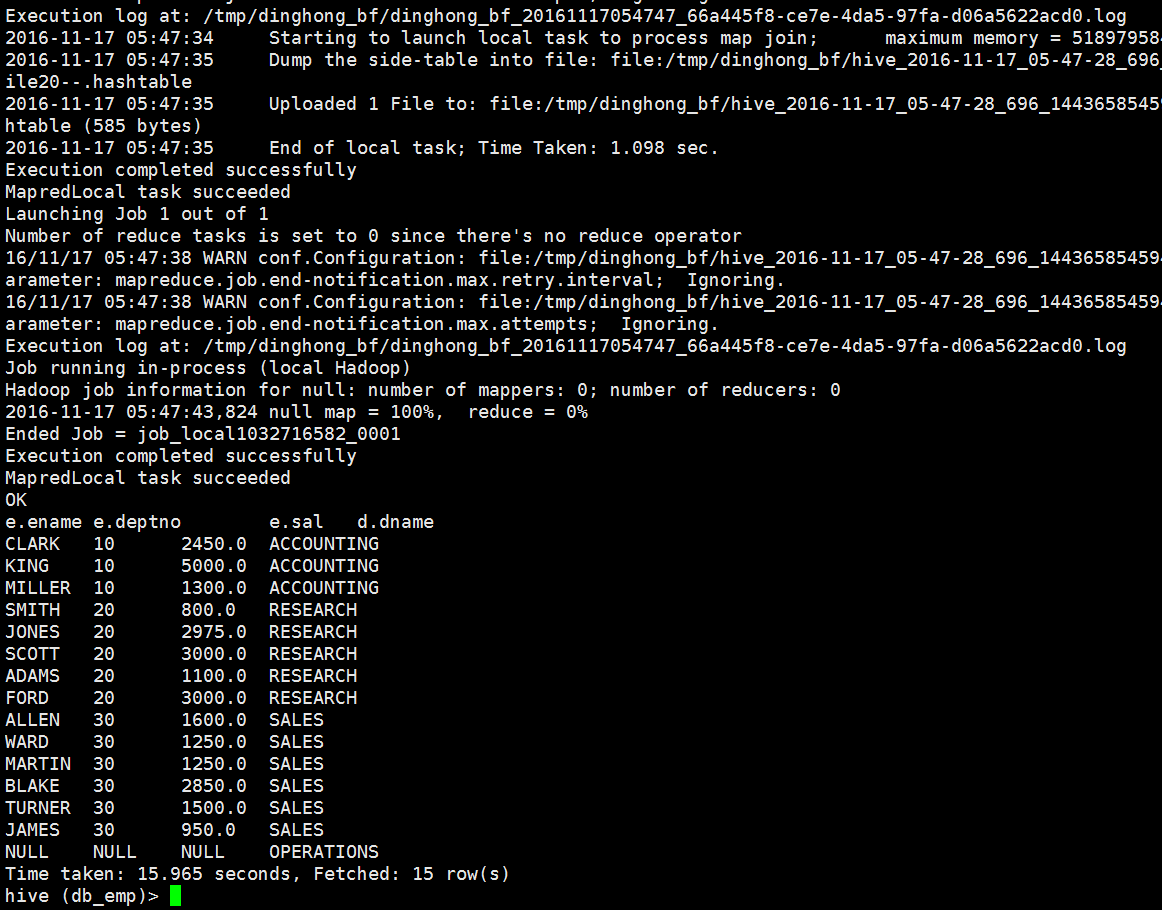 Execution log at: /tmp/dinghong_bf/dinghong_bf_20161117054747_66a445f8-ce7e-4da5-97fa-d06a5622acd0.log
2016-11-17 05:47:34     Starting to launch local task to process map join;      maximum memory = 518979584
2016-11-17 05:47:35     Dump the side-table into file: file:/tmp/dinghong_bf/hive_2016-11-17_05-47-28_696_
ile20--.hashtable
2016-11-17 05:47:35     Uploaded 1 File to: file:/tmp/dinghong_bf/hive_2016-11-17_05-47-28_696_1443658545
htable (585 bytes)
2016-11-17 05:47:35     End of local task; Time Taken: 1.098 sec.
Execution completed successfully
MapredLocal task succeeded
Launching Job 1 out of 1
Number of reduce tasks is set to 0 since there's no reduce operator
16/11/17 05:47:38 WARN conf.Configuration: file:/tmp/dinghong_bf/hive_2016-11-17_05-47-28_696_144365854594
arameter: mapreduce.job.end-notification.max.retry.interval;  Ignoring.
16/11/17 05:47:38 WARN conf.Configuration: file:/tmp/dinghong_bf/hive_2016-11-17_05-47-28_696_144365854594
arameter: mapreduce.job.end-notification.max.attempts;  Ignoring.
Execution log at: /tmp/dinghong_bf/dinghong_bf_20161117054747_66a445f8-ce7e-4da5-97fa-d06a5622acd0.log
Job running in-process (local Hadoop)
Hadoop job information for null: number of mappers: 0; number of reducers: 0
2016-11-17 05:47:43,824 null map = 100%,  reduce = 0%
Ended Job = job_local1032716582_0001
Execution completed successfully
MapredLocal task succeeded
OK
e.ename e.deptno        e.sal   d.dname
CLARK   10      2450.0  ACCOUNTING
KING    10      5000.0  ACCOUNTING
MILLER  10      1300.0  ACCOUNTING
SMITH   20      800.0   RESEARCH
JONES   20      2975.0  RESEARCH
SCOTT   20      3000.0  RESEARCH
ADAMS   20      1100.0  RESEARCH
FORD    20      3000.0  RESEARCH
ALLEN   30      1600.0  SALES
WARD    30      1250.0  SALES
MARTIN  30      1250.0  SALES
BLAKE   30      2850.0  SALES
TURNER  30      1500.0  SALES
JAMES   30      950.0   SALES
NULL    NULL    NULL    OPERATIONS
Time taken: 15.965 seconds, Fetched: 15 row(s)
hive (db_emp)>